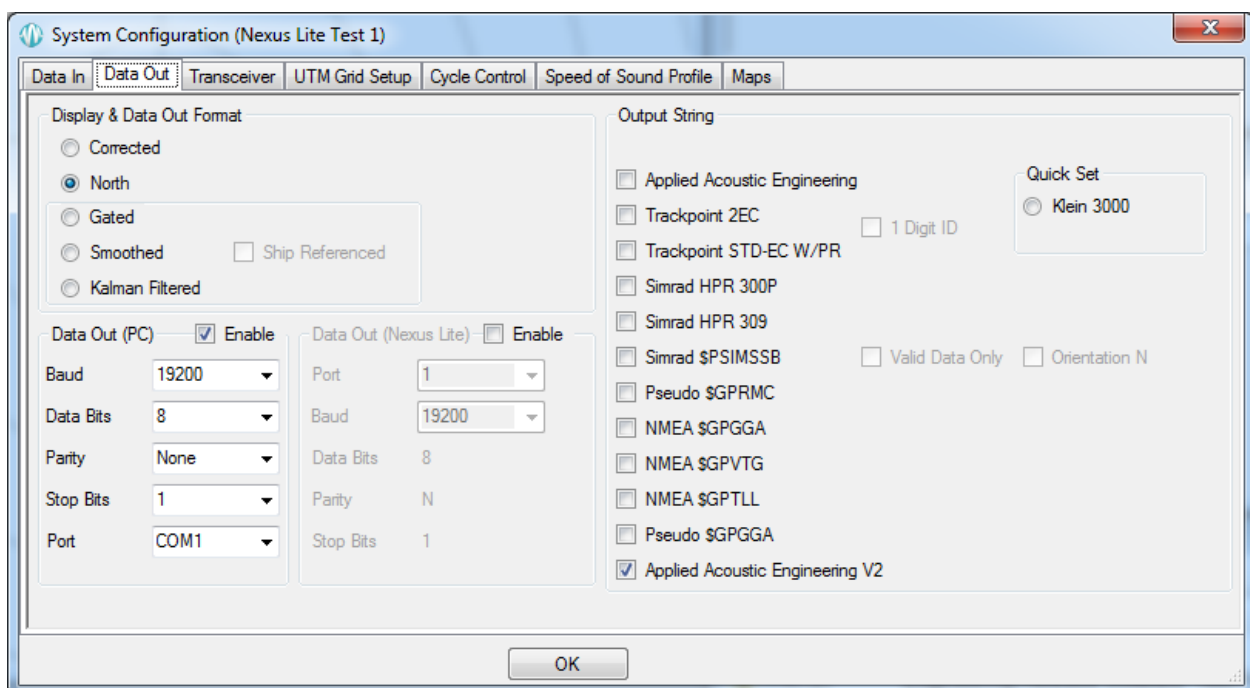 System Configuration (Nexus Lite Test 1)
Data In Data Out Transceiver UTM Grid Setup Cycle Control Speed of Sound Profile Maps
Display & Data Out Format
Corrected
North
Gated
Smoothed Ship Referenced
Kalman Filtered
Data Out (PC) Enable
Baud 19200
Data Bits 8
Parity None
Stop Bits 1
Port COM1
Data Out (Nexus Lite) Enable
Port 1
Baud 19200
Data Bits 8
Parity N
Stop Bits 1
Output String
Applied Acoustic Engineering
Trackpoint 2EC
1 Digit ID
Trackpoint STD-EC W/PR
Simrad HPR 300P
Simrad HPR 309
Simrad $PSIMSSB Valid Data Only Orientation N
Pseudo $GPRMC
NMEA $GPGGA
NMEA $GPVTG
NMEA $GPTLL
Pseudo $GPGGA
Applied Acoustic Engineering V2
Quick Set
Klein 3000
OK